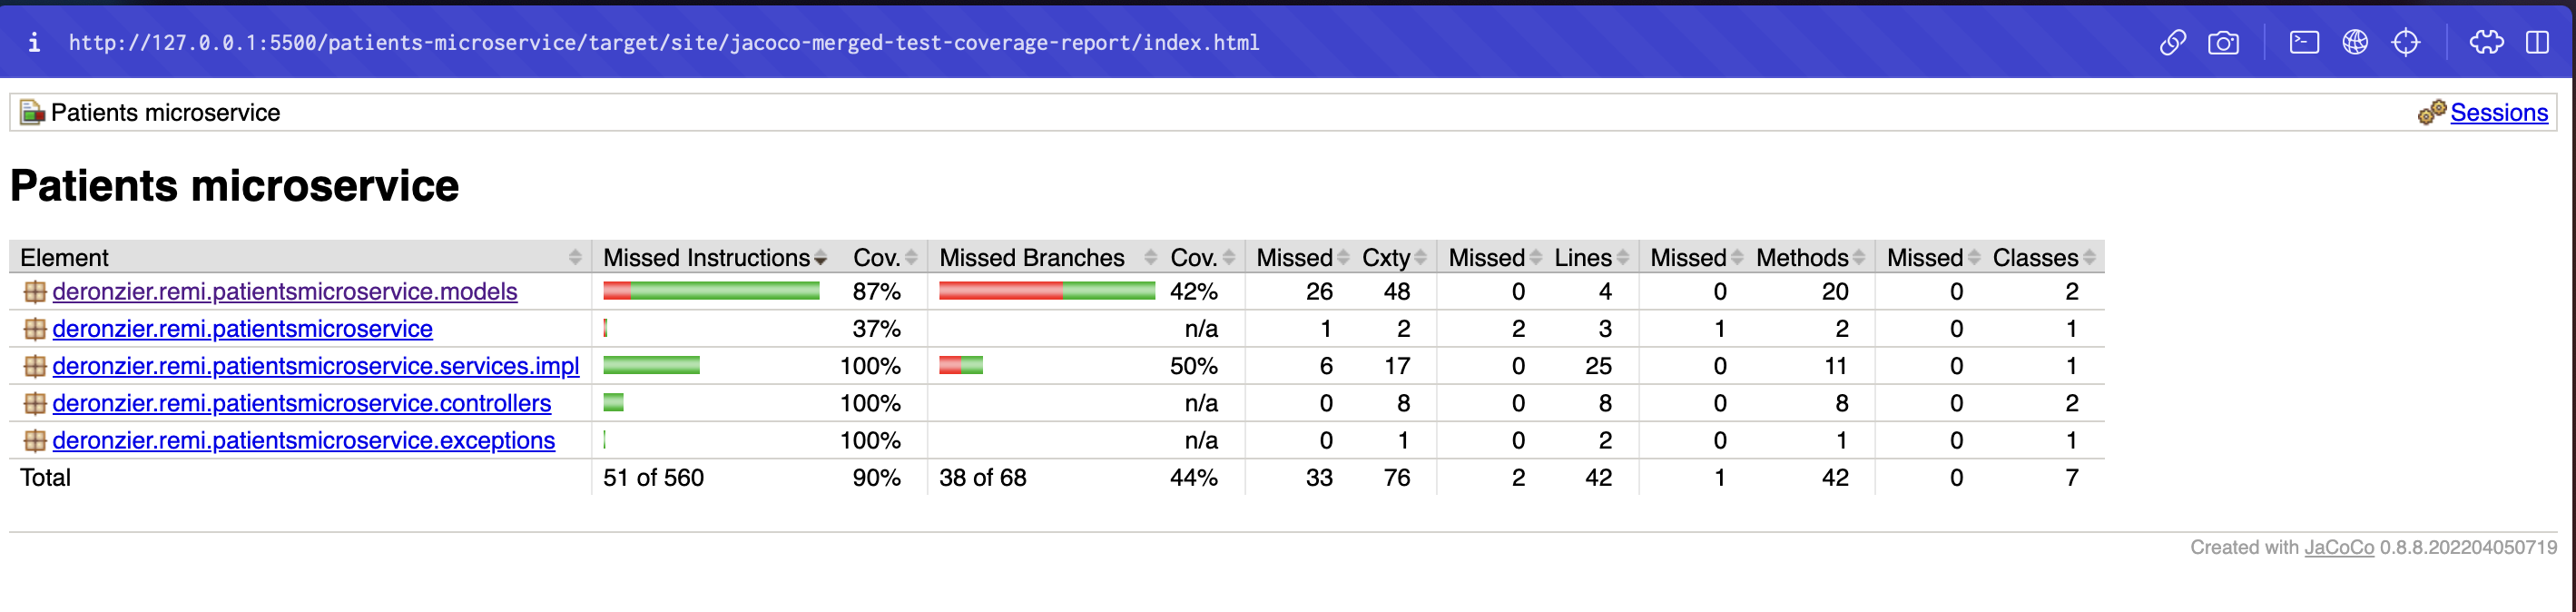 http://127.0.0.1:5500/patients-microservice/target/site/jacoco-merged-test-coverage-report/index.html
Patients microservice Sessions
Patients microservice
Element Missed Instructions Cov. Missed Branches Cov. Missed Cxty Missed Lines Missed Methods Missed Classes
deronzier.remi.patientsmicroservice.models 87% 42% 26 48 0 4 0 20 0 2
deronzier.remi.patientsmicroservice 37% n/a 1 2 2 3 1 2 0 1
deronzier.remi.patientsmicroservice.services.impl 100% 50% 6 17 0 25 0 11 0 1
deronzier.remi.patientsmicroservice.controllers 100% n/a 0 8 0 8 0 8 0 2
deronzier.remi.patientsmicroservice.exceptions 100% n/a 0 1 0 2 0 1 0 1
Total 51 of 560 90% 38 of 68 44% 33 76 2 42 1 42 0 7
Created with JaCoCo 0.8.8.202204050719